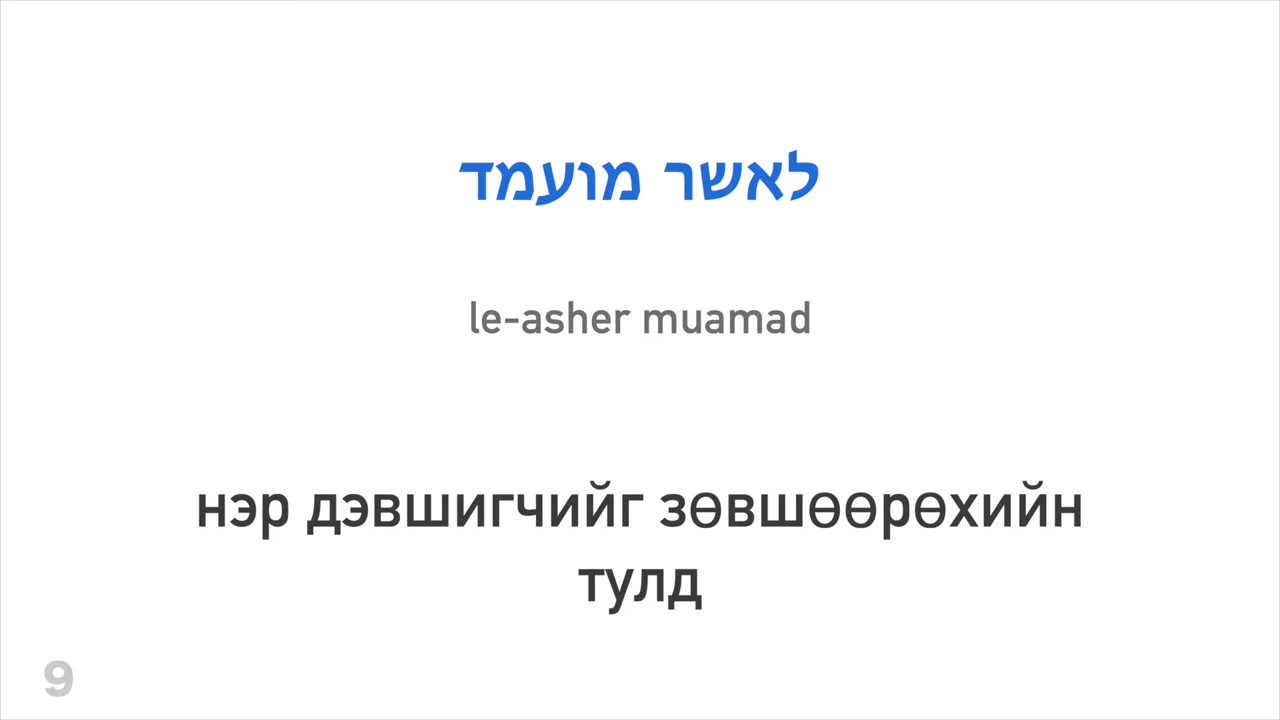 לאשר מועמד
le-asher muamad
нэр дэвшигчийг зөвшөөрөхийн
тулд
9